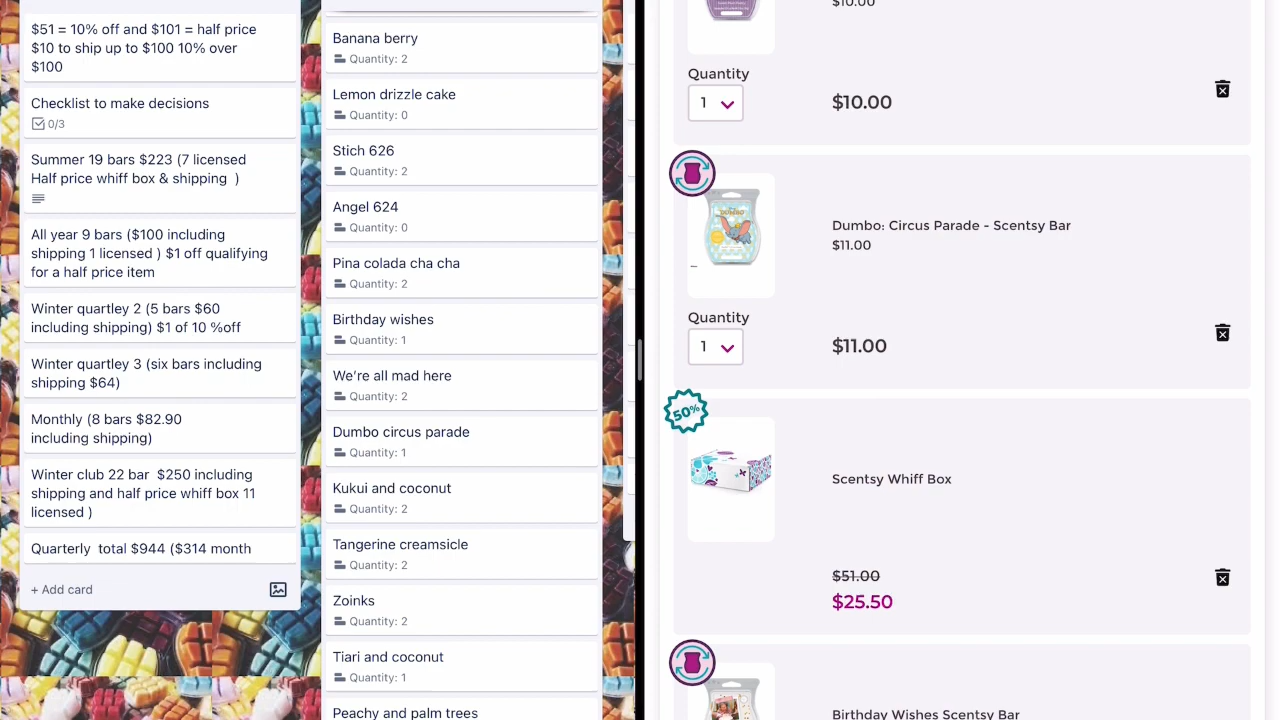 $51 = 10% off and $101 = half price
$10 to ship up to $100 10% over
$100
Checklist to make decisions
0/3
Summer 19 bars $223 (7 licensed
Half price whiff box & shipping )
All year 9 bars ($100 including
shipping 1 licensed ) $1 off qualifying
for a half price item
Winter quartley 2 (5 bars $60
including shipping) $1 of 10 %off
Winter quartley 3 (six bars including
shipping $64)
Monthly (8 bars $82.90
including shipping)
Winter club 22 bar $250 including
shipping and half price whiff box 11
licensed )
Quarterly total $944 ($314 month
+ Add card
Banana berry
Quantity: 2
Lemon drizzle cake
Quantity: 0
Stich 626
Quantity: 2
Angel 624
Quantity: 0
Pina colada cha cha
Quantity: 2
Birthday wishes
Quantity: 1
We're all mad here
Quantity: 2
Dumbo circus parade
Quantity: 1
Kukui and coconut
Quantity: 2
Tangerine creamsicle
Quantity: 2
Zoinks
Quantity: 2
Tiari and coconut
Quantity: 1
Peachy and palm trees
$10.00
Quantity
1
$10.00
DUMBO
Dumbo: Circus Parade - Scentsy Bar
$11.00
Quantity
1
$11.00
50%
Scentsy Whiff Box
$51.00
$25.50
Birthday Wishes Scentsy Bar